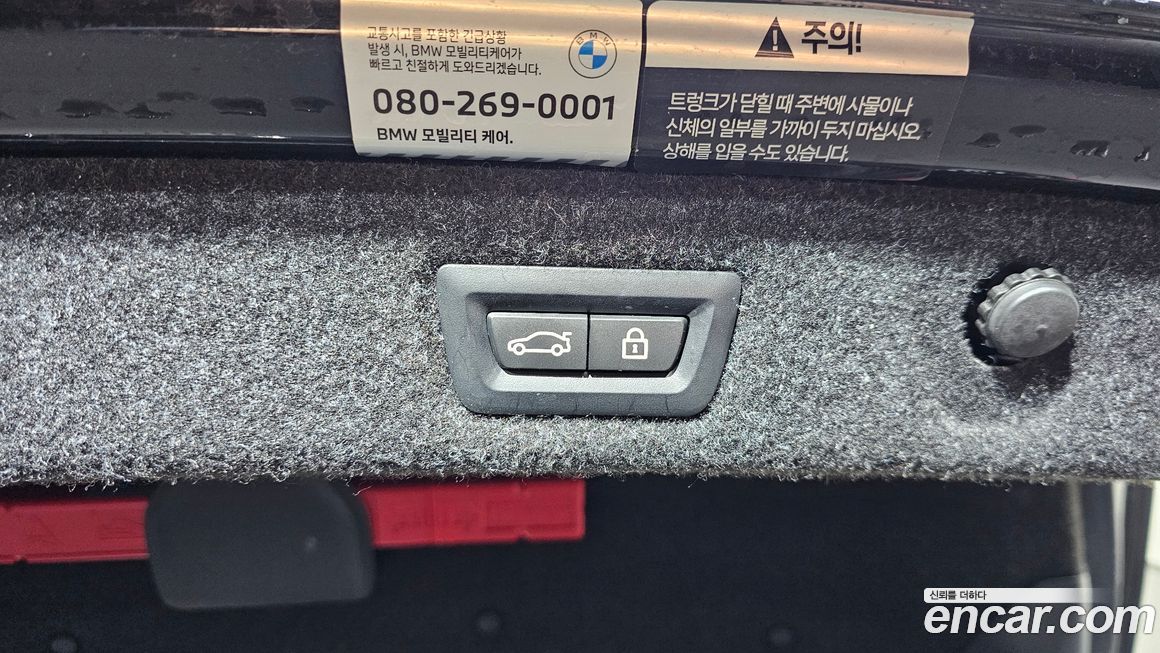 교통사고를 포함한 긴급상황
발생 시, BMW 모빌리티케어가
빠르고 친절하게 도와드리겠습니다.
BMW
080-269-0001
BMW 모빌리티 케어.
주의!
트렁크가 닫힐 때 주변에 사물이나
신체의 일부를 가까이 두지 마십시오.
상해를 입을 수도 있습니다.
신뢰를 더하다
encar.com